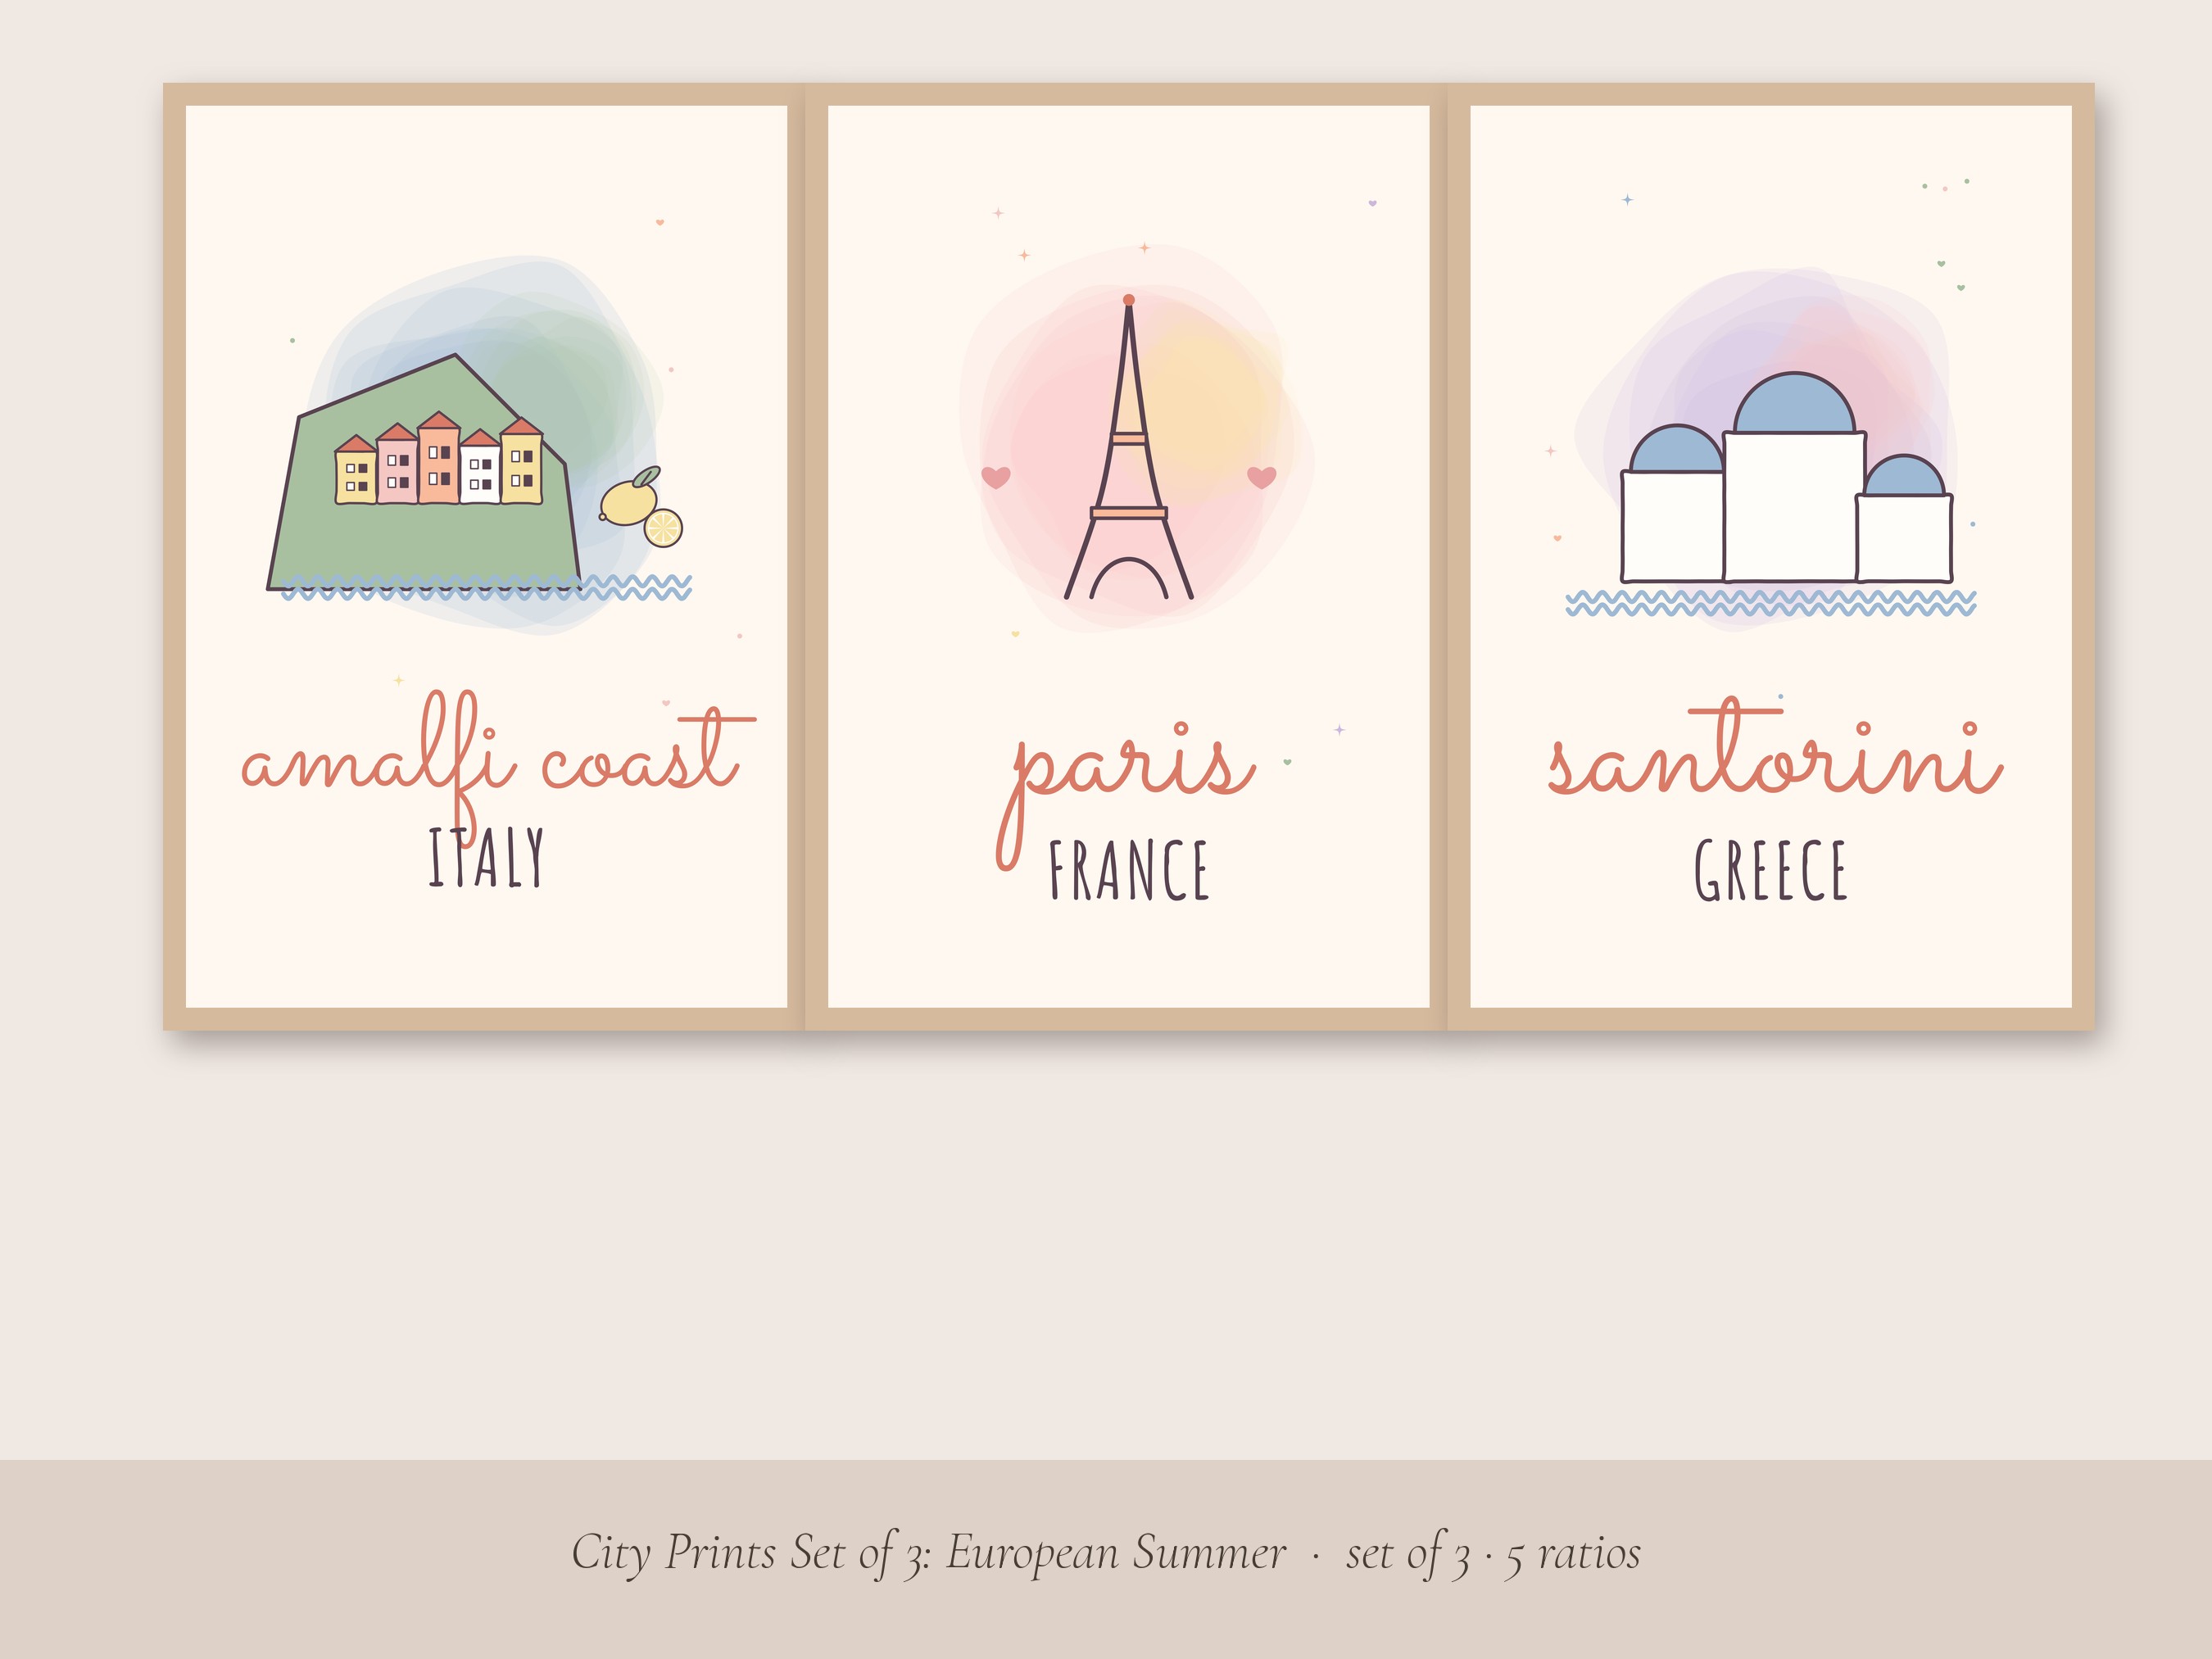 amalfi coast
ITALY
paris
FRANCE
santorini
GREECE
City Prints Set of 3: European Summer · set of 3 · 5 ratios